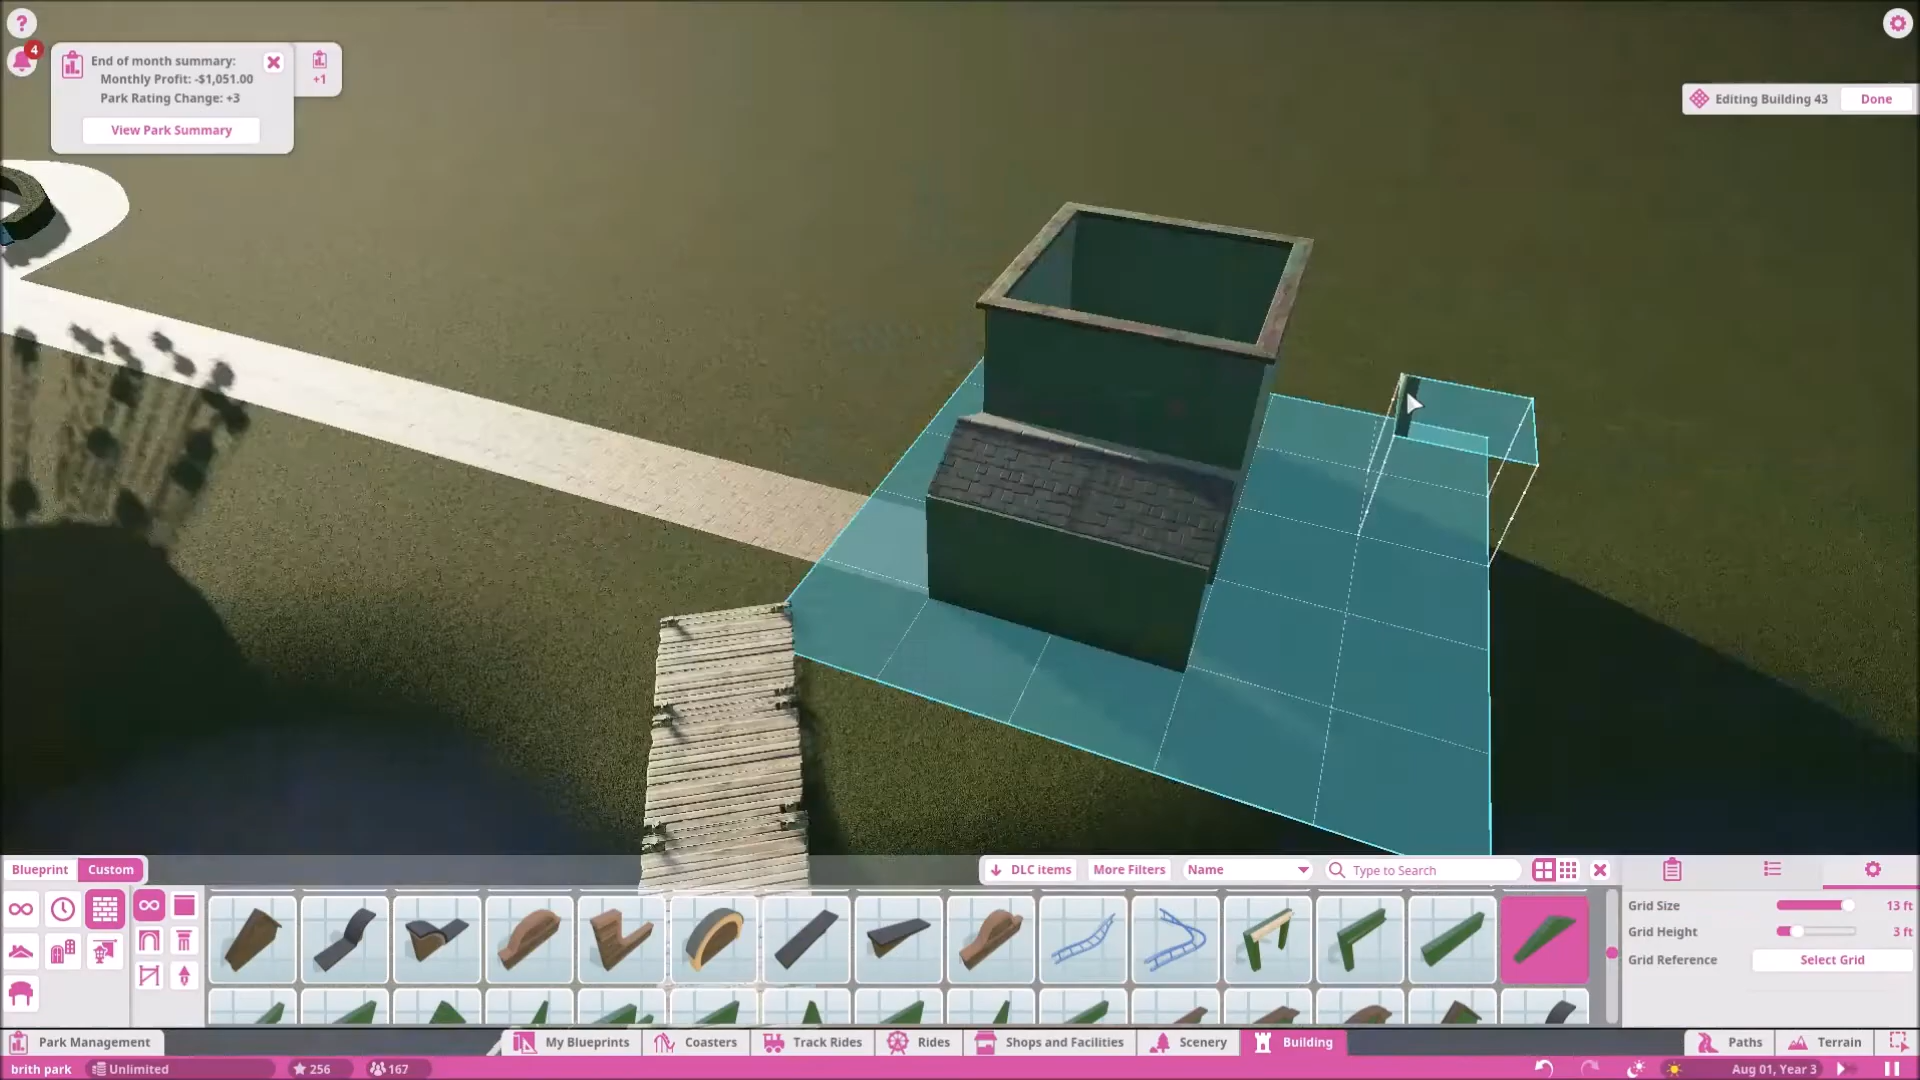 ?
4
End of month summary:
Monthly Profit: -$1,051.00
Park Rating Change: +3
View Park Summary
+1
Editing Building 43
Done
Blueprint
Custom
DLC items
More Filters
Name
Type to Search
Grid Size
13 ft
Grid Height
3 ft
Grid Reference
Select Grid
Park Management
My Blueprints
Coasters
Track Rides
Rides
Shops and Facilities
Scenery
Building
Paths
Terrain
brith park
Unlimited
256
167
Aug 01, Year 3